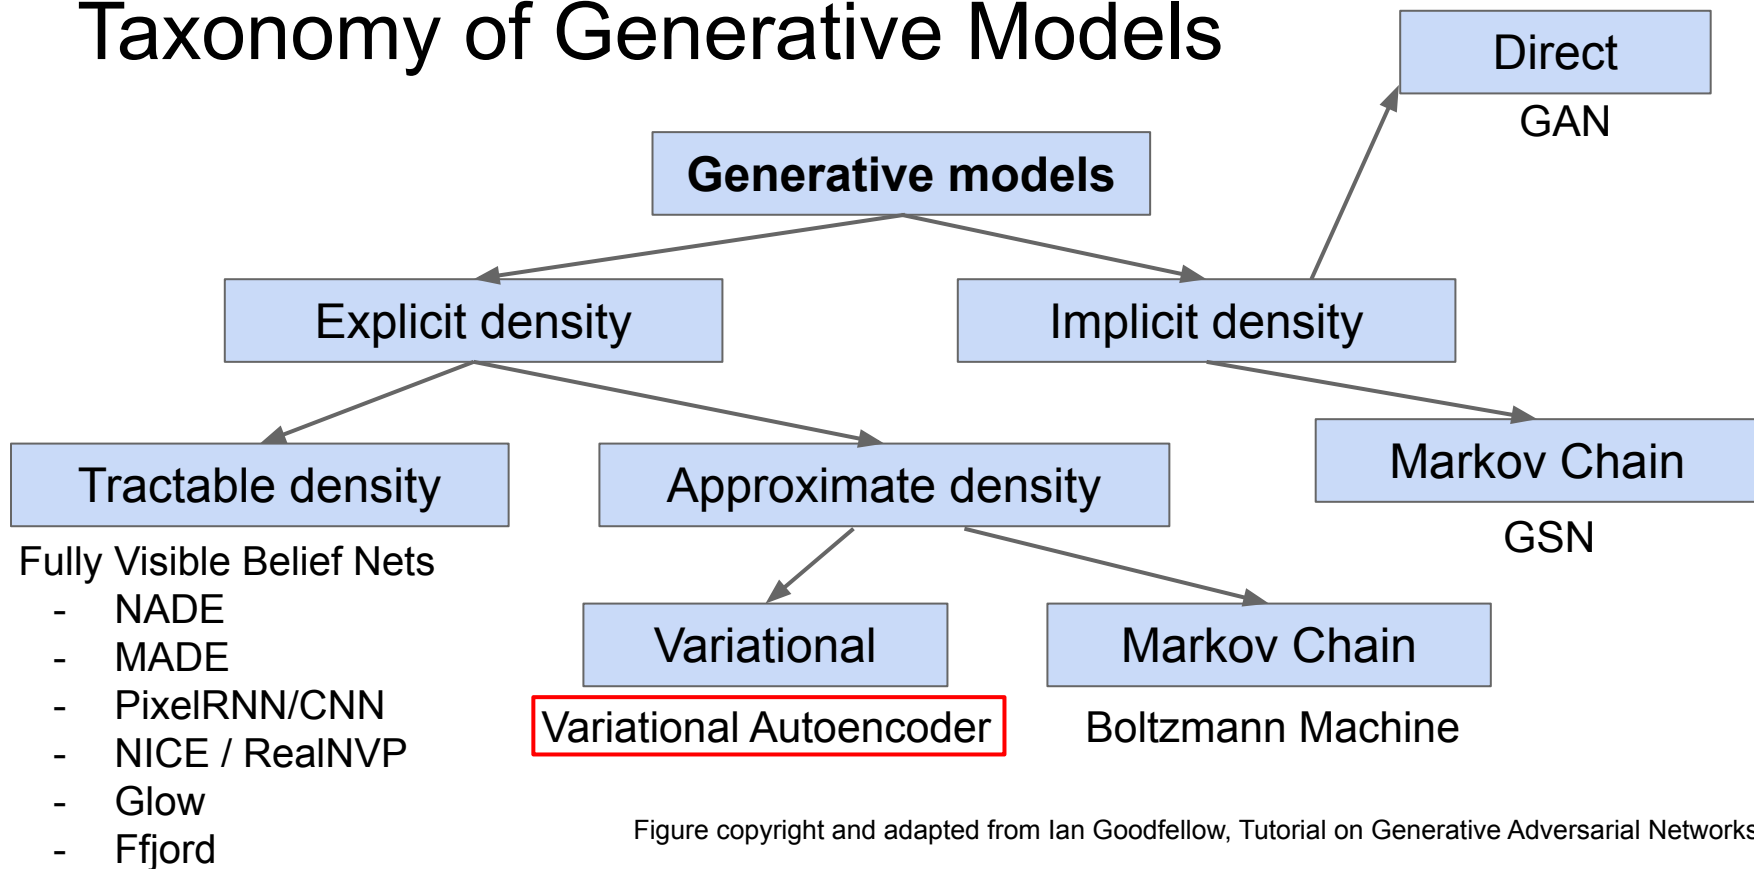 Taxonomy of Generative Models
Direct
GAN
Generative models
Explicit density
Implicit density
Tractable density
Approximate density
Markov Chain
GSN
Fully Visible Belief Nets
- NADE
- MADE
- PixelRNN/CNN
- NICE / RealNVP
- Glow
- Ffjord
Variational
Markov Chain
Variational Autoencoder
Boltzmann Machine
Figure copyright and adapted from Ian Goodfellow, Tutorial on Generative Adversarial Networks